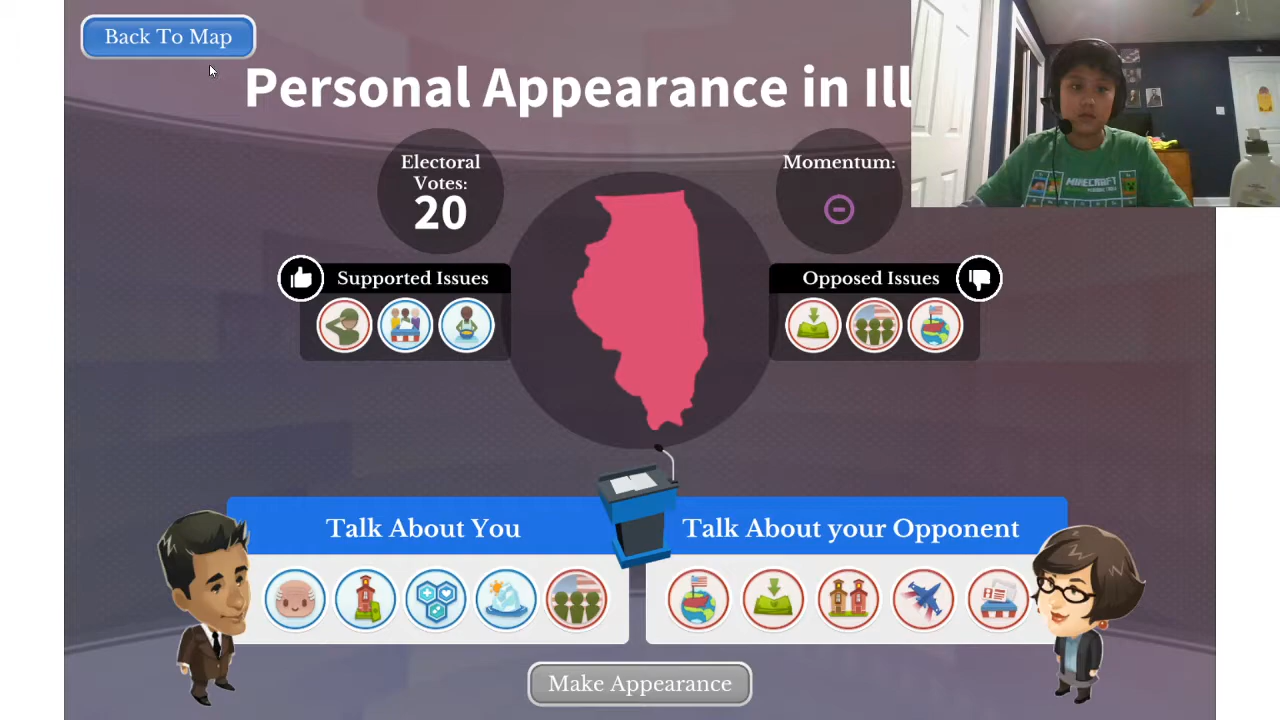 Back To Map
Personal Appearance in Ill
Electoral
Votes:
20
Momentum:
MINECRAFT
Supported Issues
Opposed Issues
Talk About You
Talk About your Opponent
Make Appearance